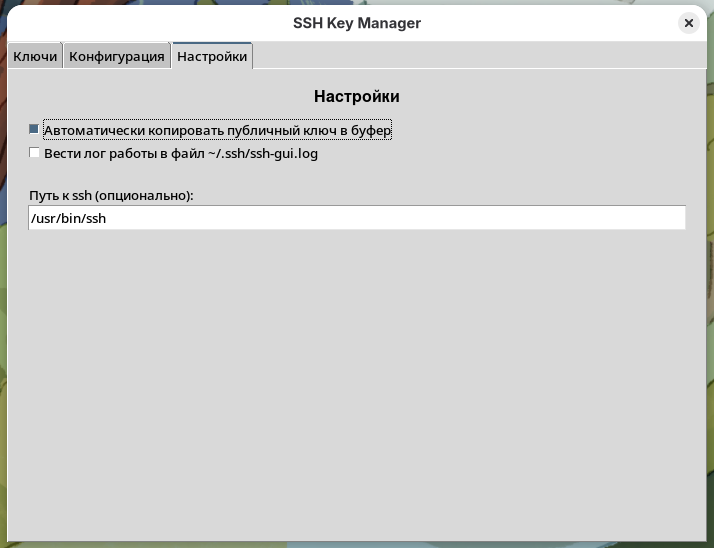 SSH Key Manager
Ключи Конфигурация Настройки
Настройки
Автоматически копировать публичный ключ в буфер
Вести лог работы в файл ~/.ssh/ssh-gui.log
Путь к ssh (опционально):
/usr/bin/ssh